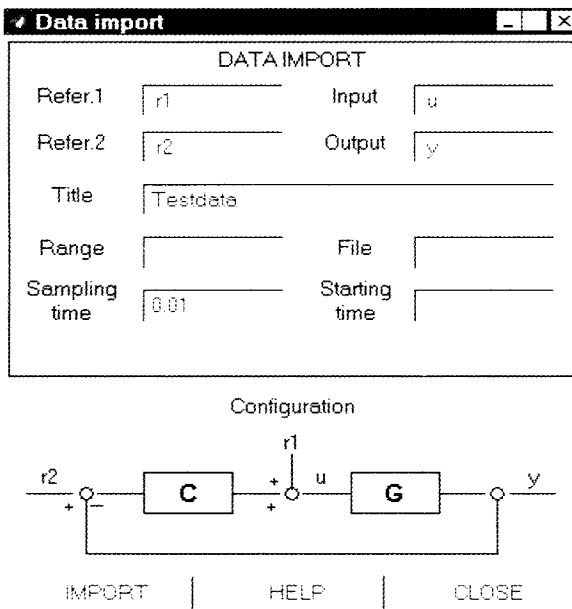 Data import
DATA IMPORT
Refer.1 r1 Input u
Refer.2 r2 Output y
Title Testdata
Range File
Sampling time 0.01 Starting time
Configuration
r1
r2 + − C + + u G y
IMPORT HELP CLOSE